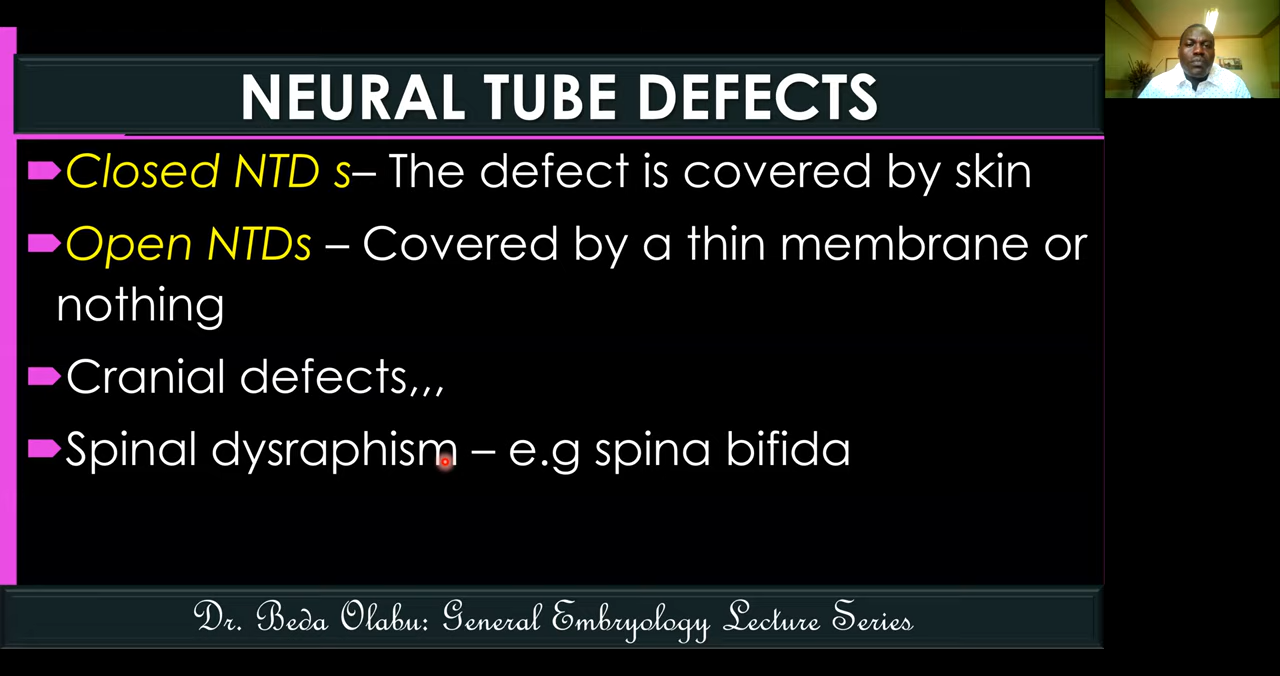 NEURAL TUBE DEFECTS
Closed NTD s– The defect is covered by skin
Open NTDs – Covered by a thin membrane or
nothing
Cranial defects,,,
Spinal dysraphism – e.g spina bifida
Dr. Beda Olabu: General Embryology Lecture Series